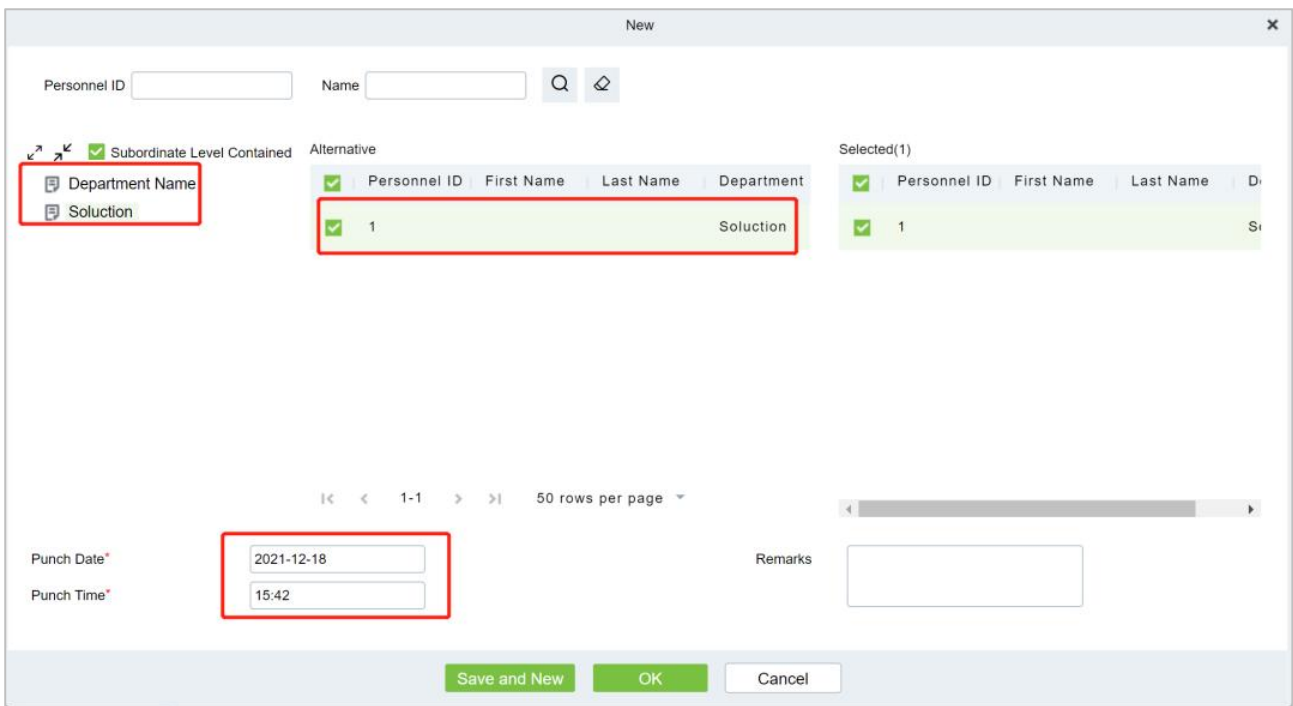 New
Personnel ID
Name
Subordinate Level Contained
Department Name
Soluction
Alternative
Personnel ID First Name Last Name Department
1 Soluction
1-1 50 rows per page
Selected(1)
Personnel ID First Name Last Name
1
Punch Date* 2021-12-18
Punch Time* 15:42
Remarks
Save and New OK Cancel